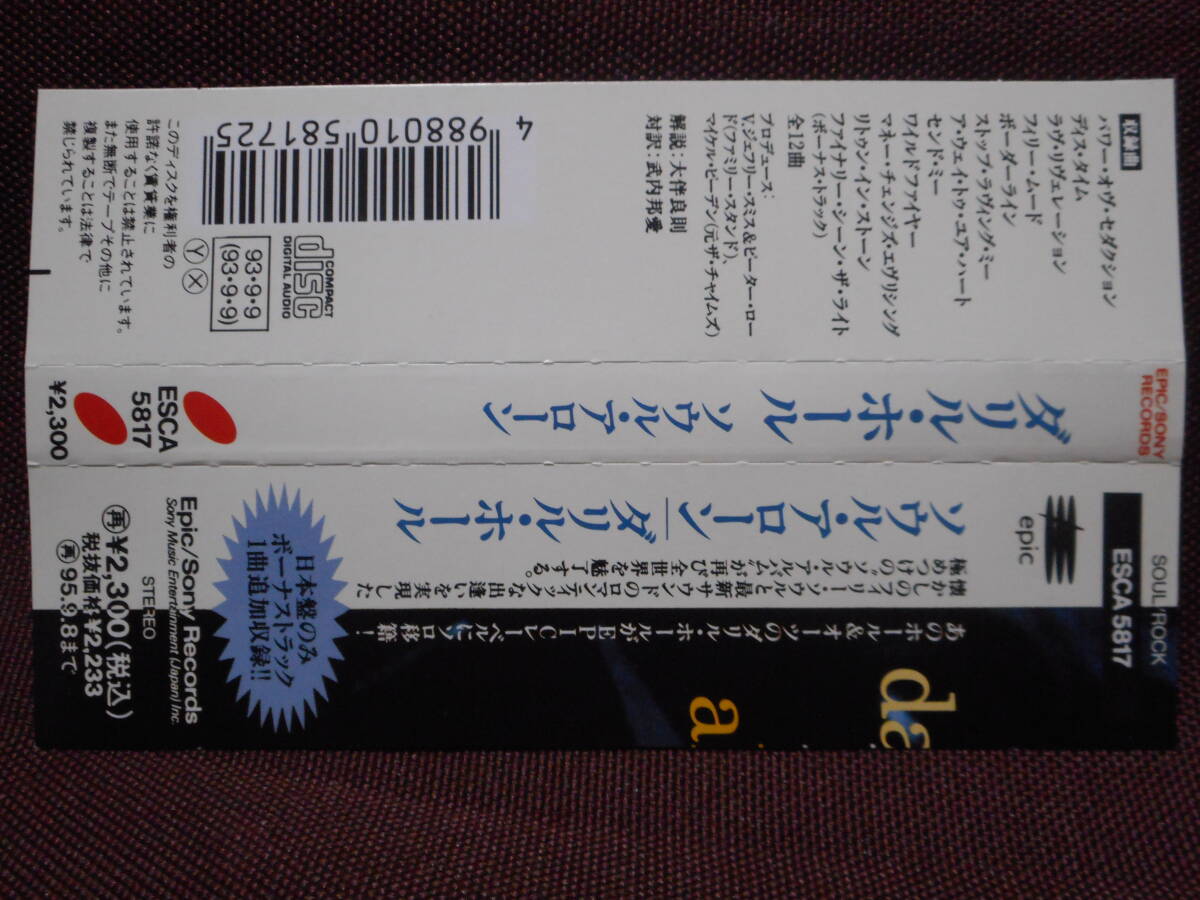 収録曲
パワー・オヴ・セダクション
ディス・タイム
ラヴ・リヴェレーション
フィリー・ムード
ボーダーライン
ストップ・ラヴィング・ミー
ア・ウェイ・トゥ・ユア・ハート
センド・ミー
ワイルドファイヤー
マネー・チェンジズ・エヴリシング
リトゥン・イン・ストーン
ファイナリー・シーン・ザ・ライト
(ボーナス・トラック)
全12曲
プロデュース:
V.ジェフリー・スミス&ピーター・ロー
ド(ファミリー・スタンド)
マイケル・ピーデン(元ザ・チャイムズ)
解説:大伴良則
対訳:武内邦愛
4 988010 581725
COMPACT
disc
DIGITAL AUDIO
93・9・9
(93・9・9)
Y X
このディスクを権利者の
許諾なく賃貸業に
使用することは禁止されています。
また無断でテープその他に
複製することは法律で
禁じられています。
EPIC/SONY
RECORDS
ダリル・ホール ソウル・アローン
ESCA
5817
¥2,300
SOUL/ROCK
ESCA 5817
epic
ソウル・アローン/ダリル・ホール
懐かしのフィリー・ソウルと最新サウンドのロマンティックな出逢いを実現した
極めつけの“ソウル・アルバム”が再び全世界を魅了する。
あのホール&オーツのダリル・ホールがEPICレーベルにソロ移籍!
da
a
日本盤のみ
ボーナストラック
1曲追加収録!!
Epic/Sony Records
Sony Music Entertainment (Japan) Inc.
STEREO
再¥2,300(税込)
税抜価格¥2,233
再95.9.8まで